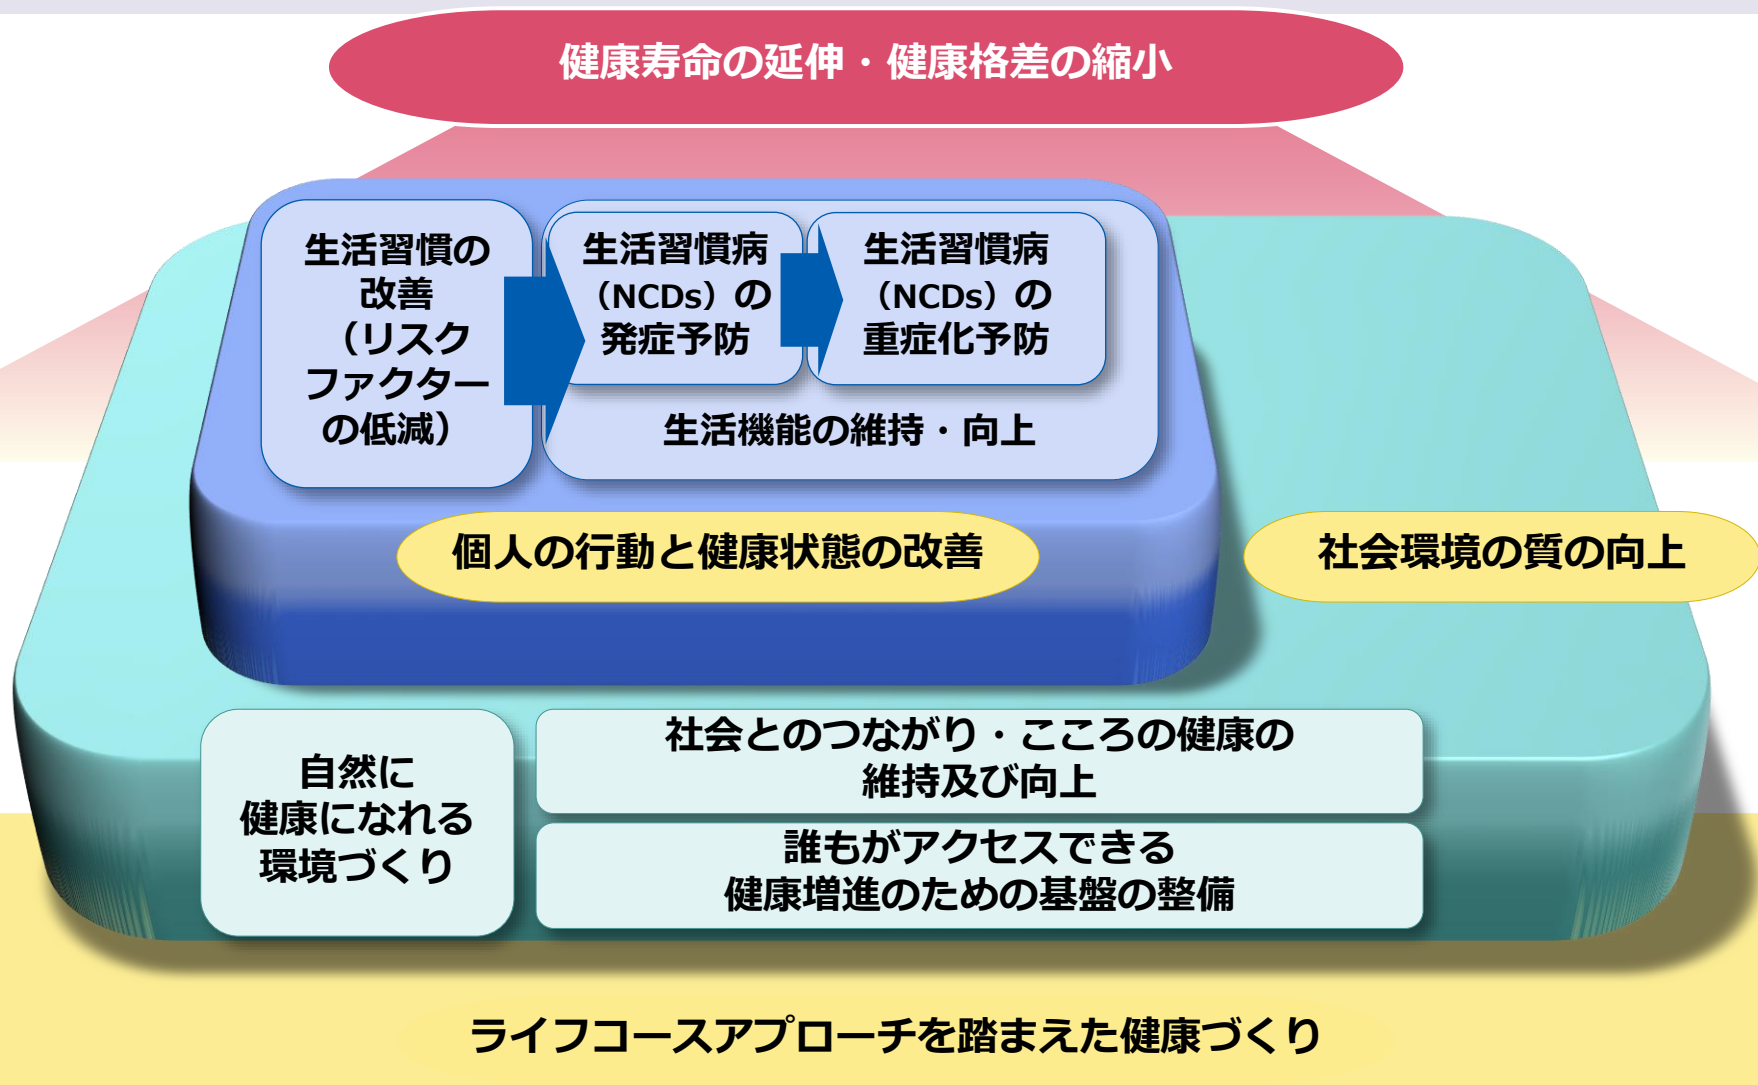 健康寿命の延伸・健康格差の縮小
生活習慣の
改善
（リスク
ファクター
の低減）
生活習慣病
（NCDs）の
発症予防
生活習慣病
（NCDs）の
重症化予防
生活機能の維持・向上
個人の行動と健康状態の改善
社会環境の質の向上
自然に
健康になれる
環境づくり
社会とのつながり・こころの健康の
維持及び向上
誰もがアクセスできる
健康増進のための基盤の整備
ライフコースアプローチを踏まえた健康づくり